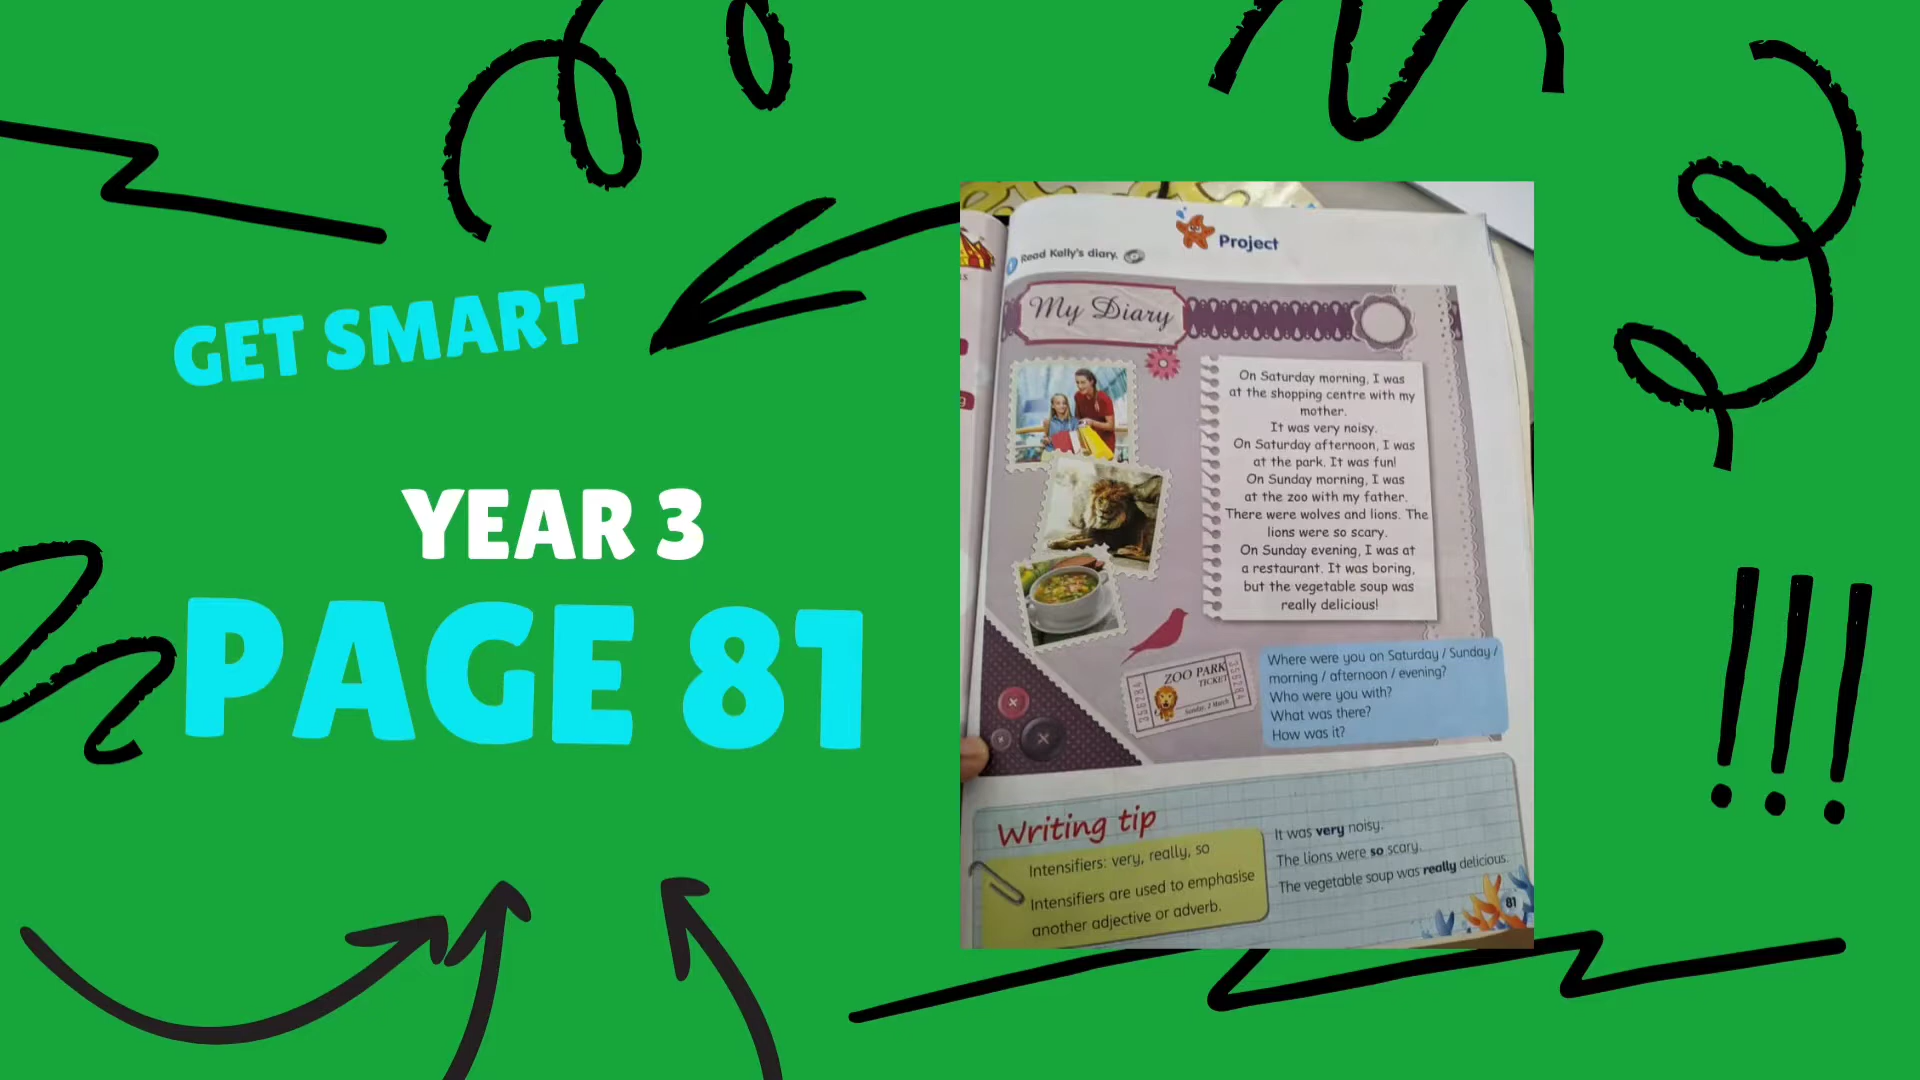 GET SMART
YEAR 3
PAGE 81
Project
Read Kelly's diary.
My Diary
On Saturday morning, I was
at the shopping centre with my
mother.
It was very noisy.
On Saturday afternoon, I was
at the park. It was fun!
On Sunday morning, I was
at the zoo with my father.
There were wolves and lions. The
lions were so scary.
On Sunday evening, I was at
a restaurant. It was boring,
but the vegetable soup was
really delicious!
355284
ZOO PARK
TICKET
Sunday, 2 March
355284
Where were you on Saturday / Sunday /
morning / afternoon / evening?
Who were you with?
What was there?
How was it?
Writing tip
Intensifiers: very, really, so
Intensifiers are used to emphasise
another adjective or adverb.
It was very noisy.
The lions were so scary.
The vegetable soup was really delicious.
81
!!!